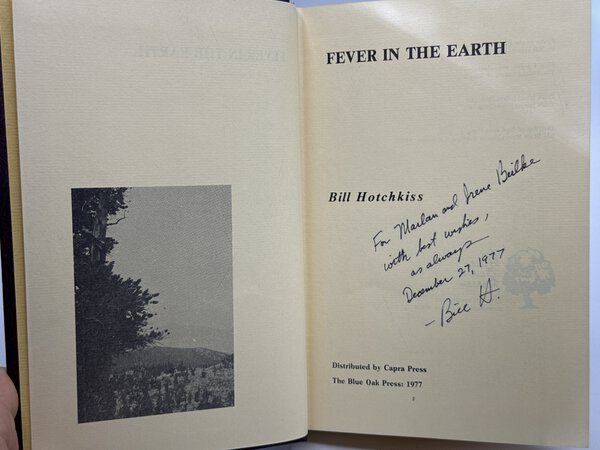 FEVER IN THE EARTH
Bill Hotchkiss
For Marlan and Irene Beilke
with best wishes,
as always
December 27, 1977
- Bill H.
Distributed by Capra Press
The Blue Oak Press: 1977